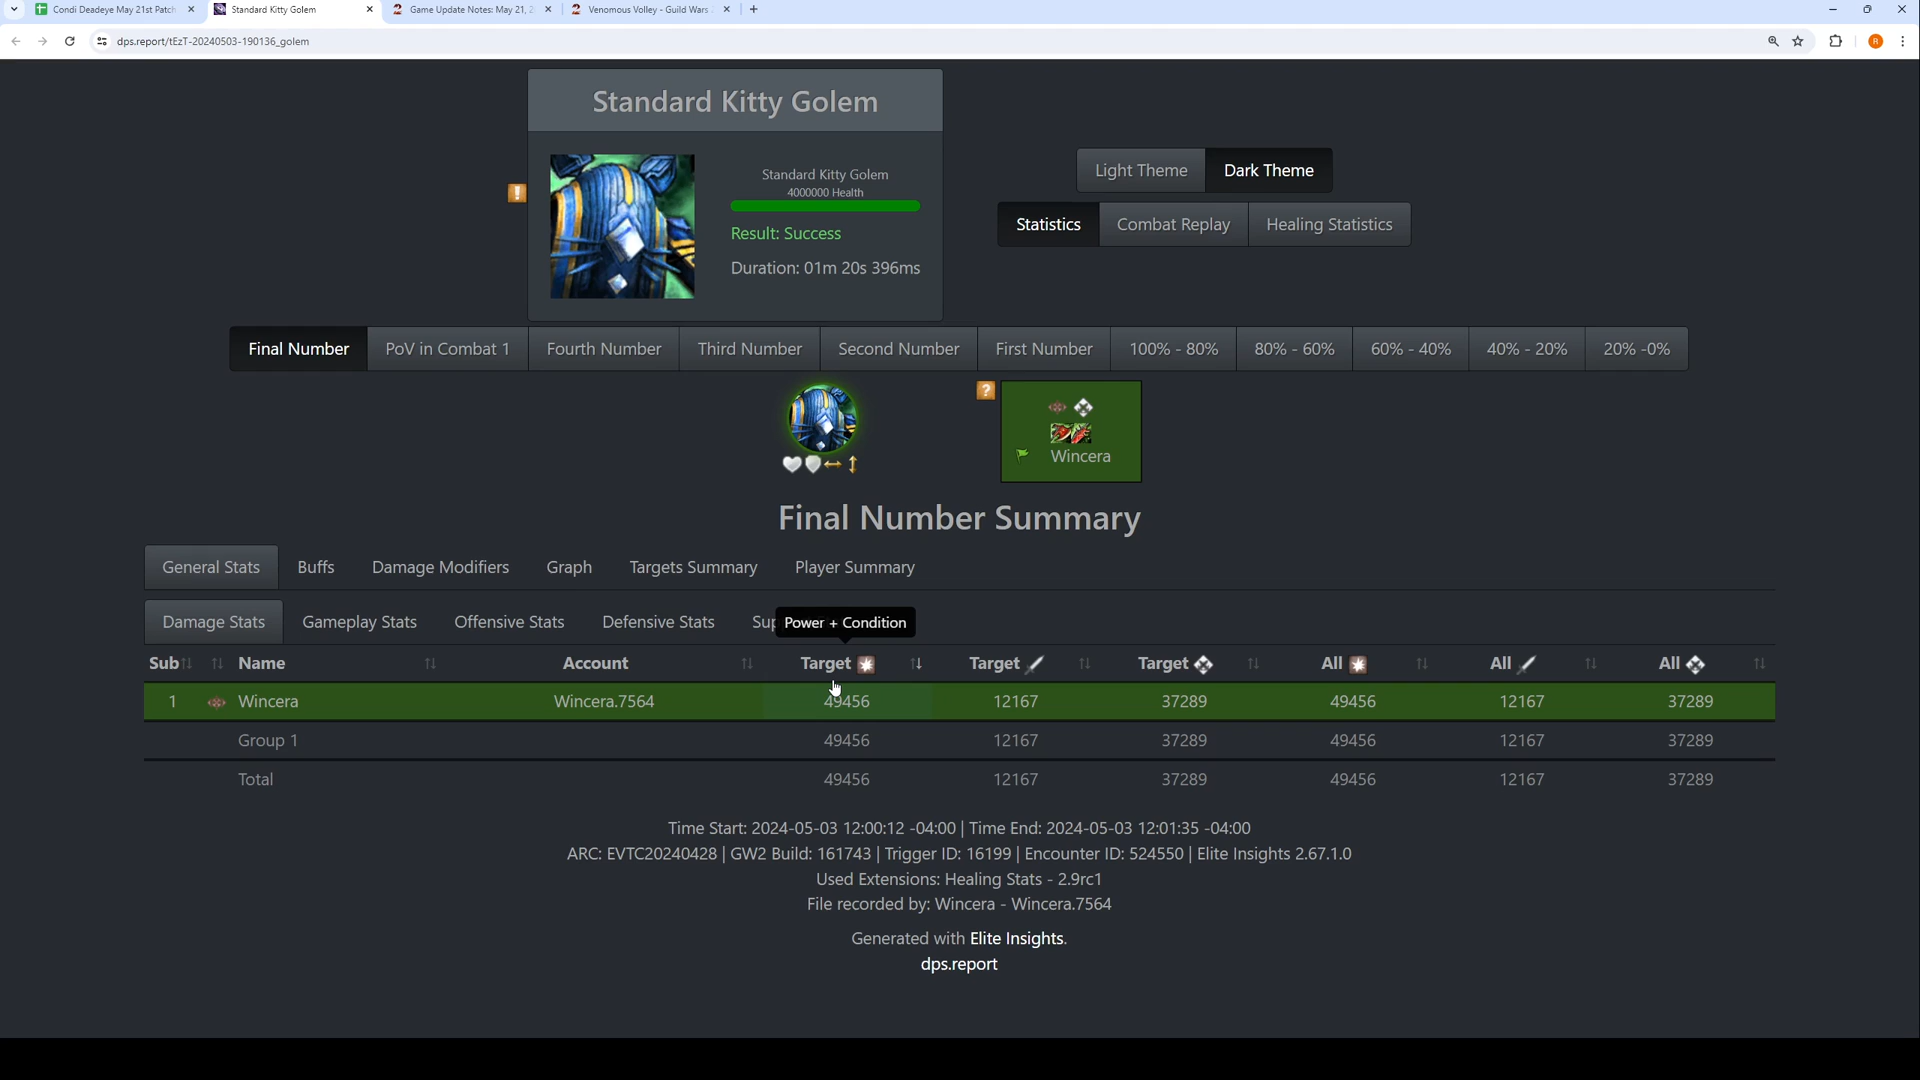 Condi Deadeye May 21st Patch
Standard Kitty Golem
Game Update Notes: May 21, 2
Venomous Volley - Guild Wars
dps.report/tEzT-20240503-190136_golem
R
Standard Kitty Golem
Standard Kitty Golem
4000000 Health
Result: Success
Duration: 01m 20s 396ms
Light Theme
Dark Theme
Statistics
Combat Replay
Healing Statistics
Final Number
PoV in Combat 1
Fourth Number
Third Number
Second Number
First Number
100% - 80%
80% - 60%
60% - 40%
40% - 20%
20% -0%
Wincera
Final Number Summary
General Stats
Buffs
Damage Modifiers
Graph
Targets Summary
Player Summary
Damage Stats
Gameplay Stats
Offensive Stats
Defensive Stats
Sup
Power + Condition
Sub Name Account Target Target Target All All All
1 Wincera Wincera.7564 49456 12167 37289 49456 12167 37289
Group 1 49456 12167 37289 49456 12167 37289
Total 49456 12167 37289 49456 12167 37289
Time Start: 2024-05-03 12:00:12 -04:00 | Time End: 2024-05-03 12:01:35 -04:00
ARC: EVTC20240428 | GW2 Build: 161743 | Trigger ID: 16199 | Encounter ID: 524550 | Elite Insights 2.67.1.0
Used Extensions: Healing Stats - 2.9rc1
File recorded by: Wincera - Wincera.7564
Generated with Elite Insights.
dps.report